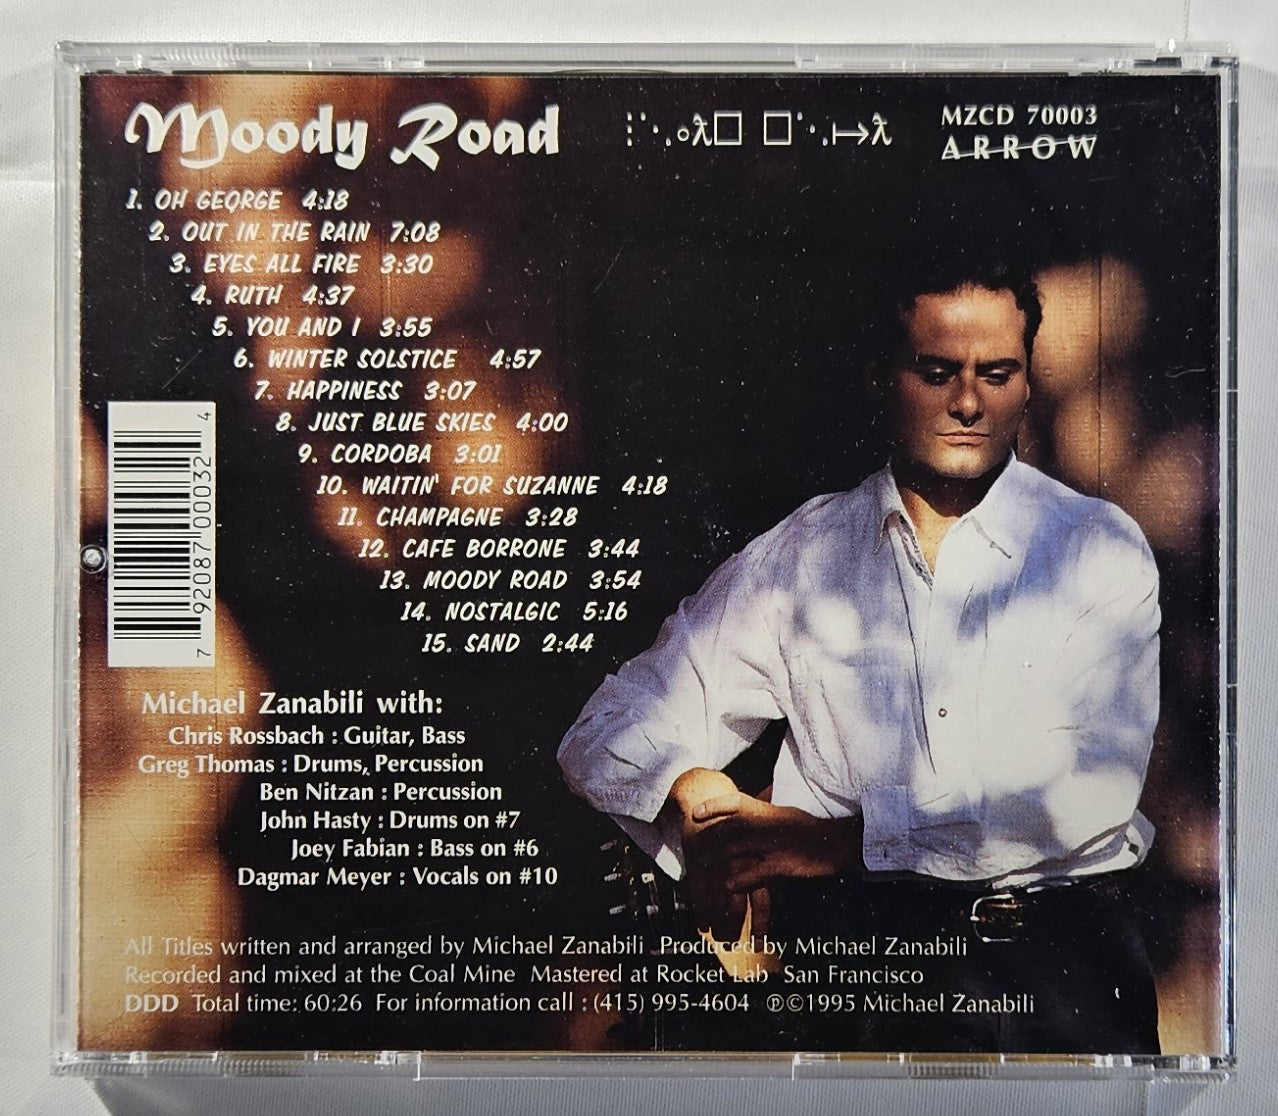 Moody Road
MZCD 70003
ARROW
1. OH GEORGE 4:18
2. OUT IN THE RAIN 7:08
3. EYES ALL FIRE 3:30
4. RUTH 4:37
5. YOU AND I 3:55
6. WINTER SOLSTICE 4:57
7. HAPPINESS 3:07
8. JUST BLUE SKIES 4:00
9. CORDOBA 3:01
10. WAITIN' FOR SUZANNE 4:18
11. CHAMPAGNE 3:28
12. CAFE BORRONE 3:44
13. MOODY ROAD 3:54
14. NOSTALGIC 5:16
15. SAND 2:44
7 92087 00032 4
Michael Zanabili with:
Chris Rossbach : Guitar, Bass
Greg Thomas : Drums, Percussion
Ben Nitzan : Percussion
John Hasty : Drums on #7
Joey Fabian : Bass on #6
Dagmar Meyer : Vocals on #10
All Titles written and arranged by Michael Zanabili Produced by Michael Zanabili
Recorded and mixed at the Coal Mine Mastered at Rocket Lab San Francisco
DDD Total time: 60:26 For information call : (415) 995-4604 ℗©1995 Michael Zanabili